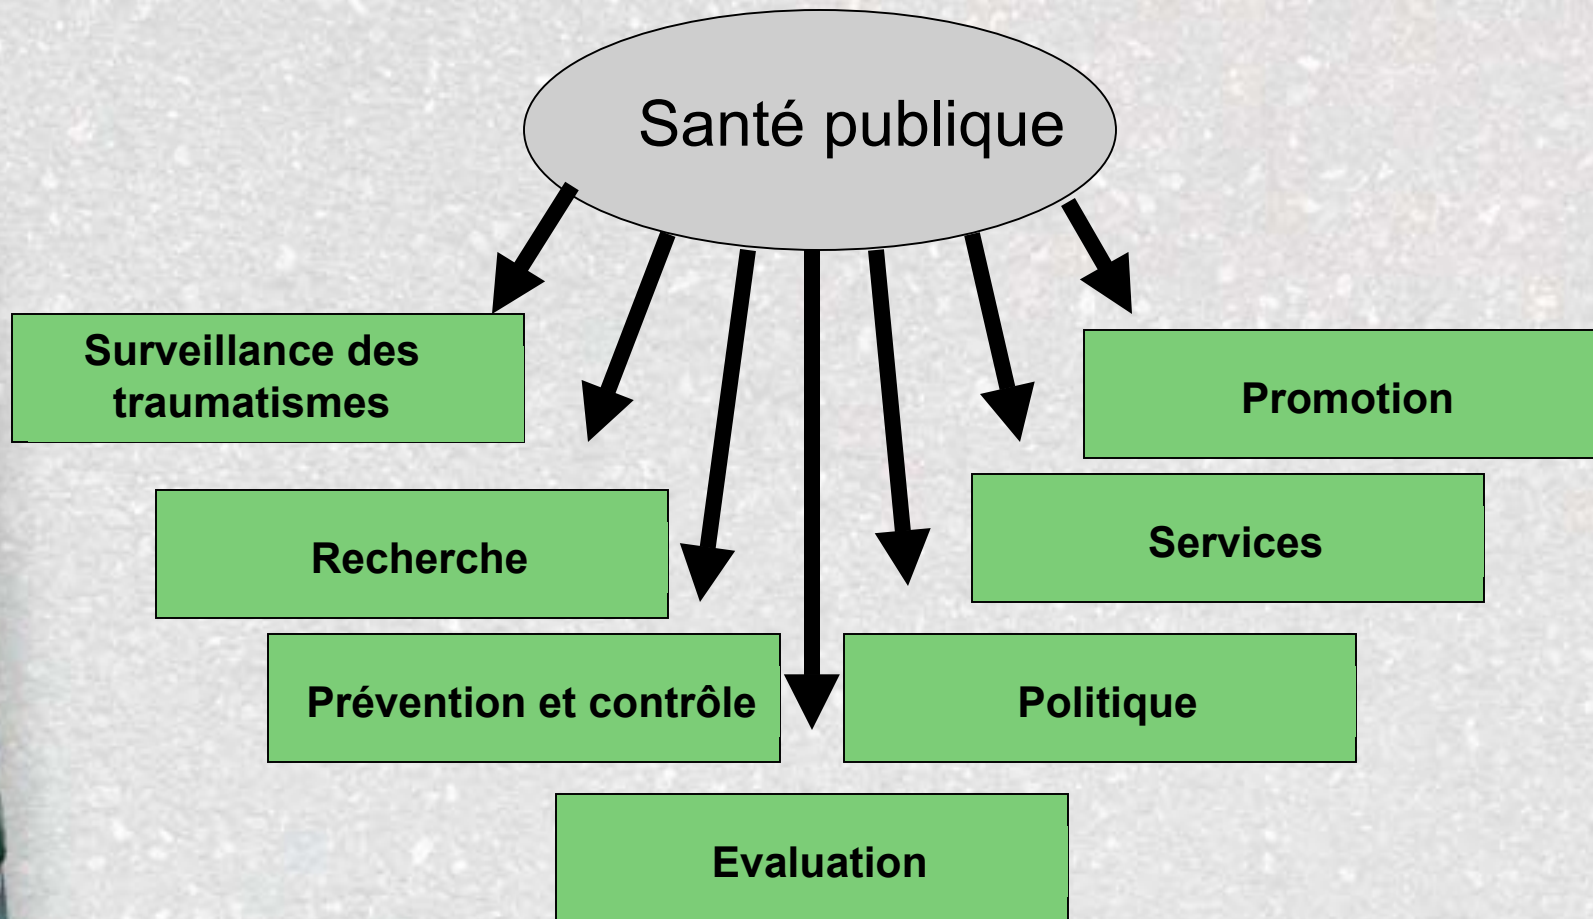 Santé publique
Surveillance des
traumatismes
Promotion
Recherche
Services
Prévention et contrôle
Politique
Evaluation